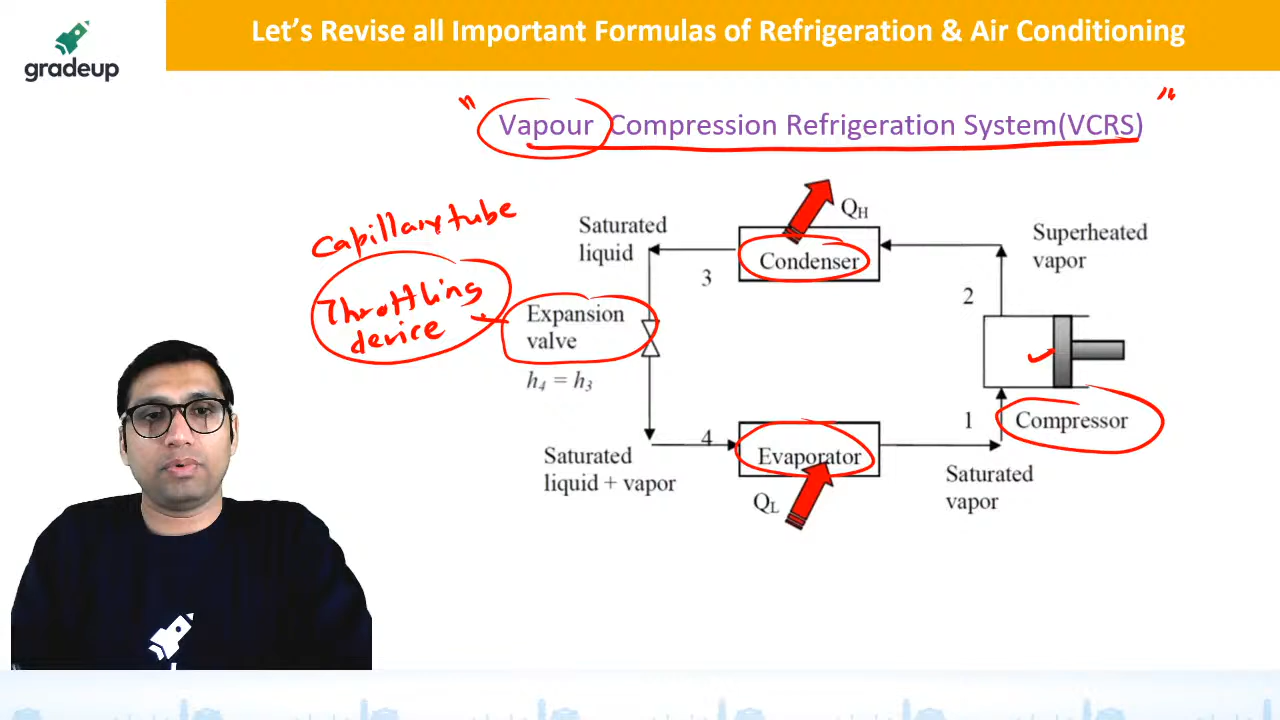 Let's Revise all Important Formulas of Refrigeration & Air Conditioning
gradeup
" Vapour Compression Refrigeration System(VCRS) "
Capillary tube
Throttling
device
Saturated
liquid
3
Condenser
QH
Superheated
vapor
2
Expansion
valve
h4 = h3
1
Compressor
Saturated
liquid + vapor
4
Evaporator
QL
Saturated
vapor